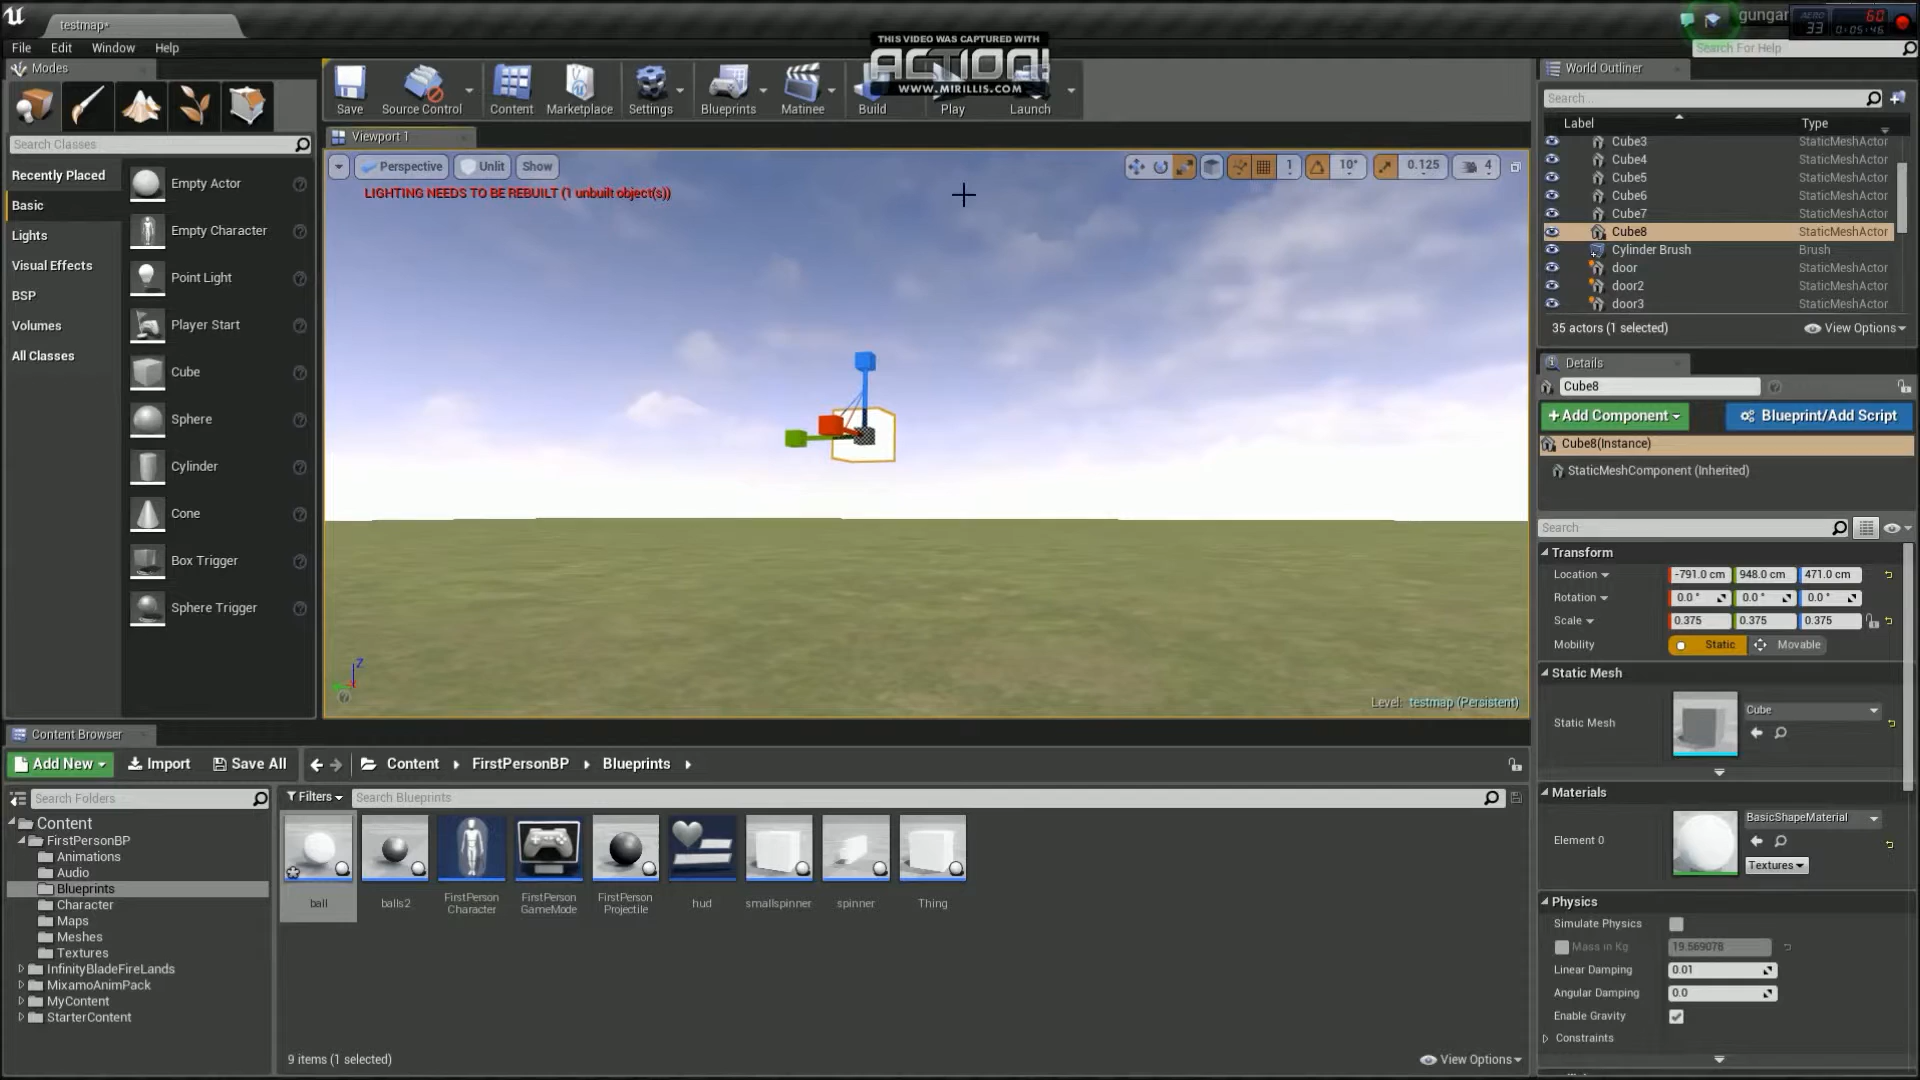 testmap*
gungar
AERO
33
60
0:05:46
File Edit Window Help
Search For Help
THIS VIDEO WAS CAPTURED WITH
ACTION!
WWW.MIRILLIS.COM
Modes
Save
Source Control
Content
Marketplace
Settings
Blueprints
Matinee
Build
Play
Launch
Search Classes
Recently Placed
Basic
Lights
Visual Effects
BSP
Volumes
All Classes
Empty Actor
Empty Character
Point Light
Player Start
Cube
Sphere
Cylinder
Cone
Box Trigger
Sphere Trigger
Viewport 1
Perspective Unlit Show
1 10° 0.125 4
LIGHTING NEEDS TO BE REBUILT (1 unbuilt object(s))
Z
Level: testmap (Persistent)
World Outliner
Search...
Label Type
Cube3 StaticMeshActor
Cube4 StaticMeshActor
Cube5 StaticMeshActor
Cube6 StaticMeshActor
Cube7 StaticMeshActor
Cube8 StaticMeshActor
Cylinder Brush Brush
door StaticMeshActor
door2 StaticMeshActor
door3 StaticMeshActor
35 actors (1 selected) View Options
Details
Cube8
+Add Component Blueprint/Add Script
Cube8(Instance)
StaticMeshComponent (Inherited)
Search
Transform
Location -791.0 cm 948.0 cm 471.0 cm
Rotation 0.0 ° 0.0 ° 0.0 °
Scale 0.375 0.375 0.375
Mobility Static Movable
Static Mesh
Static Mesh Cube
Materials
Element 0 BasicShapeMaterial
Textures
Physics
Simulate Physics
Mass in Kg 19.569078
Linear Damping 0.01
Angular Damping 0.0
Enable Gravity
Constraints
Content Browser
Add New Import Save All Content FirstPersonBP Blueprints
Search Folders
Filters Search Blueprints
Content
FirstPersonBP
Animations
Audio
Blueprints
Character
Maps
Meshes
Textures
InfinityBladeFireLands
MixamoAnimPack
MyContent
StarterContent
ball
balls2
FirstPerson
Character
FirstPerson
GameMode
FirstPerson
Projectile
hud
smallspinner
spinner
Thing
9 items (1 selected) View Options